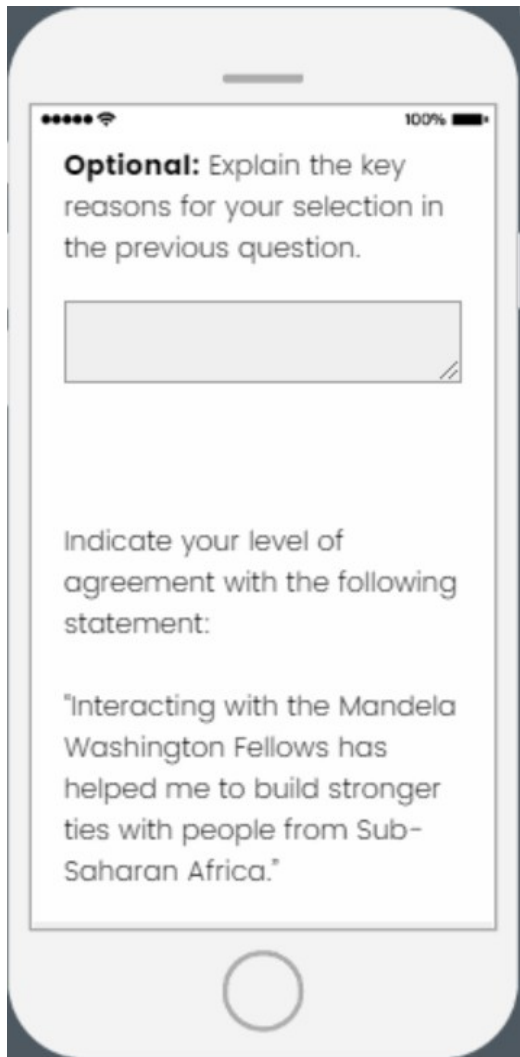 100%
Optional: Explain the key
reasons for your selection in
the previous question.
Indicate your level of
agreement with the following
statement:
"Interacting with the Mandela
Washington Fellows has
helped me to build stronger
ties with people from Sub-
Saharan Africa."